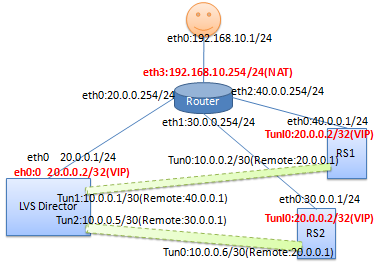 eth0:192.168.10.1/24
eth3:192.168.10.254/24(NAT)
eth0:20.0.0.254/24
eth2:40.0.0.254/24
Router
eth1:30.0.0.254/24
eth0:40.0.0.1/24
Tunl0:20.0.0.2/32(VIP)
RS1
eth0 20.0.0.1/24
eh0:0 20.0.0.2/32(VIP)
Tun0:10.0.0.2/30(Remote:20.0.0.1)
LVS Director
Tun1:10.0.0.1/30(Remote:40.0.0.1)
Tun2:10.0.0.5/30(Remote:30.0.0.1)
eth0:30.0.0.1/24
Tunl0:20.0.0.2/32(VIP)
RS2
Tun0:10.0.0.6/30(Remote:20.0.0.1)